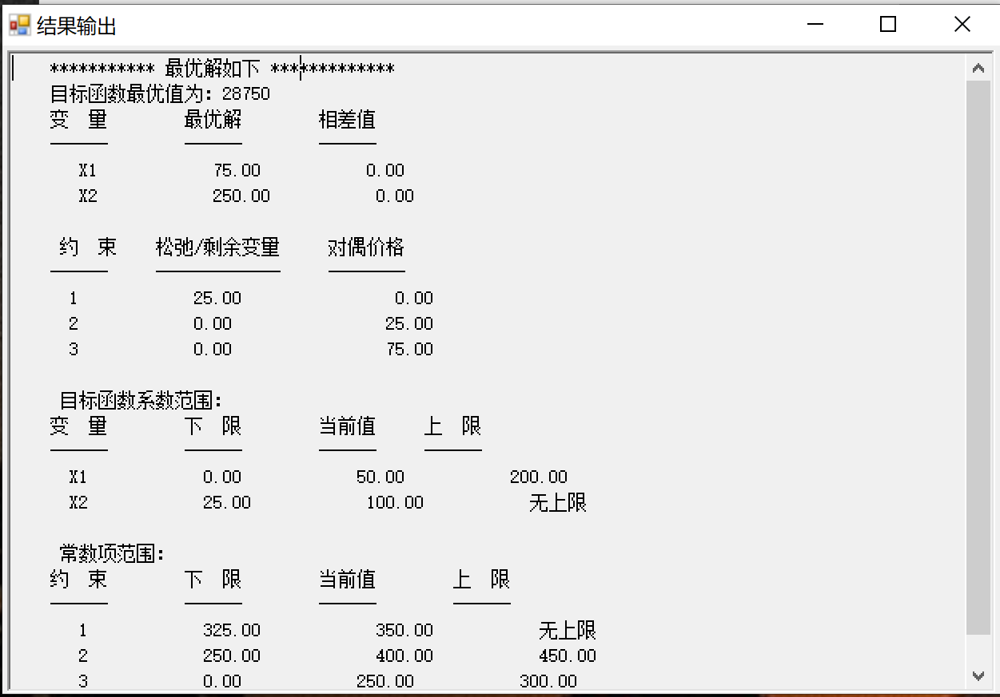 结果输出
*********** 最优解如下 *************
目标函数最优值为：28750
变 量 最优解 相差值
X1 75.00 0.00
X2 250.00 0.00
约 束 松弛/剩余变量 对偶价格
1 25.00 0.00
2 0.00 25.00
3 0.00 75.00
目标函数系数范围：
变 量 下 限 当前值 上 限
X1 0.00 50.00 200.00
X2 25.00 100.00 无上限
常数项范围：
约 束 下 限 当前值 上 限
1 325.00 350.00 无上限
2 250.00 400.00 450.00
3 0.00 250.00 300.00